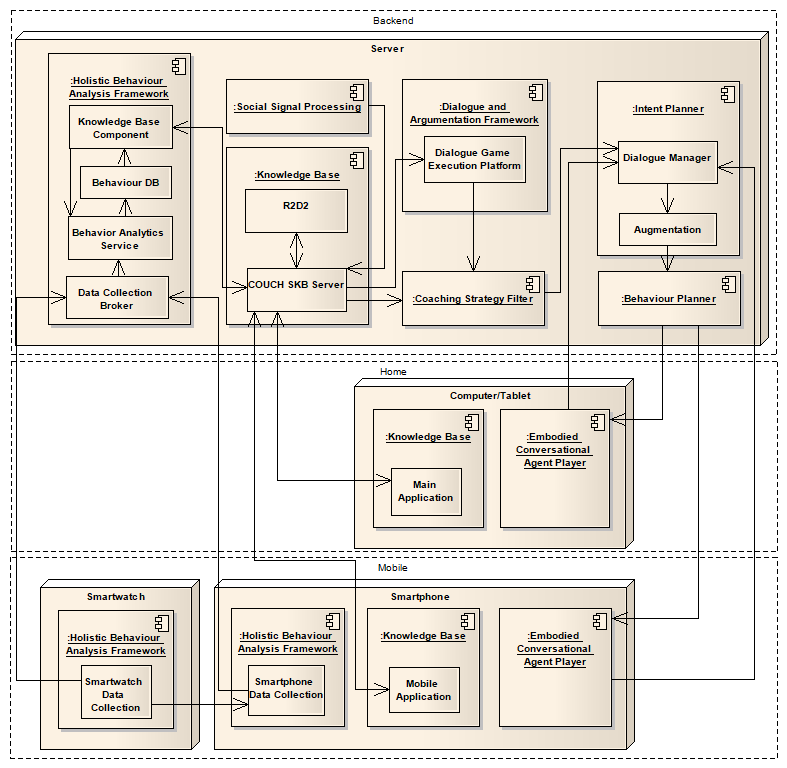 Backend
Server
:Holistic Behaviour
Analysis Framework
Knowledge Base
Component
Behaviour DB
Behavior Analytics
Service
Data Collection
Broker
:Social Signal Processing
:Knowledge Base
R2D2
COUCH SKB Server
:Dialogue and
Argumentation Framework
Dialogue Game
Execution Platform
:Coaching Strategy Filter
:Intent Planner
Dialogue Manager
Augmentation
:Behaviour Planner
Home
Computer/Tablet
:Knowledge Base
Main
Application
:Embodied
Conversational
Agent Player
Mobile
Smartwatch
:Holistic Behaviour
Analysis Framework
Smartwatch
Data
Collection
Smartphone
:Holistic Behaviour
Analysis Framework
Smartphone
Data Collection
:Knowledge Base
Mobile
Application
:Embodied
Conversational
Agent Player